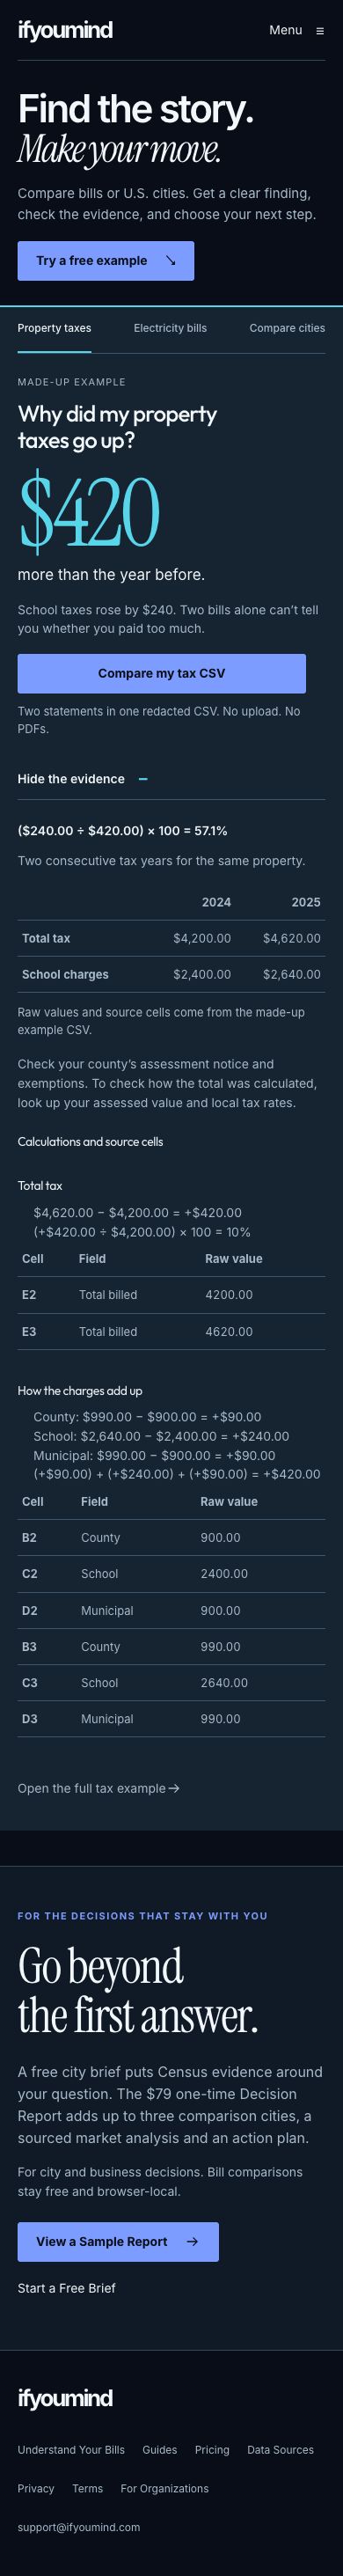 ifyoumind
Menu ≡
Find the story.
Make your move.
Compare bills or U.S. cities. Get a clear finding,
check the evidence, and choose your next step.
Try a free example ↘
Property taxes Electricity bills Compare cities
MADE-UP EXAMPLE
Why did my property
taxes go up?
$420
more than the year before.
School taxes rose by $240. Two bills alone can’t tell
you whether you paid too much.
Compare my tax CSV
Two statements in one redacted CSV. No upload. No
PDFs.
Hide the evidence −
($240.00 ÷ $420.00) × 100 = 57.1%
Two consecutive tax years for the same property.
2024 2025
Total tax $4,200.00 $4,620.00
School charges $2,400.00 $2,640.00
Raw values and source cells come from the made-up
example CSV.
Check your county’s assessment notice and
exemptions. To check how the total was calculated,
look up your assessed value and local tax rates.
Calculations and source cells
Total tax
$4,620.00 − $4,200.00 = +$420.00
(+$420.00 ÷ $4,200.00) × 100 = 10%
Cell Field Raw value
E2 Total billed 4200.00
E3 Total billed 4620.00
How the charges add up
County: $990.00 − $900.00 = +$90.00
School: $2,640.00 − $2,400.00 = +$240.00
Municipal: $990.00 − $900.00 = +$90.00
(+$90.00) + (+$240.00) + (+$90.00) = +$420.00
Cell Field Raw value
B2 County 900.00
C2 School 2400.00
D2 Municipal 900.00
B3 County 990.00
C3 School 2640.00
D3 Municipal 990.00
Open the full tax example →
FOR THE DECISIONS THAT STAY WITH YOU
Go beyond
the first answer.
A free city brief puts Census evidence around
your question. The $79 one-time Decision
Report adds up to three comparison cities, a
sourced market analysis and an action plan.
For city and business decisions. Bill comparisons
stay free and browser-local.
View a Sample Report →
Start a Free Brief
ifyoumind
Understand Your Bills Guides Pricing Data Sources
Privacy Terms For Organizations
support@ifyoumind.com